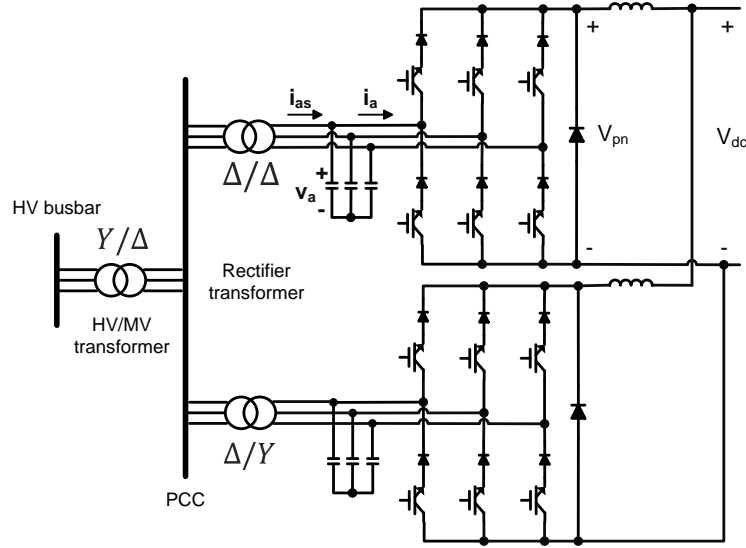 i_as
i_a
+
+
V_pn
V_dc
Δ/Δ
+
v_a
-
HV busbar
Y/Δ
-
-
Rectifier
transformer
HV/MV
transformer
Δ/Y
PCC